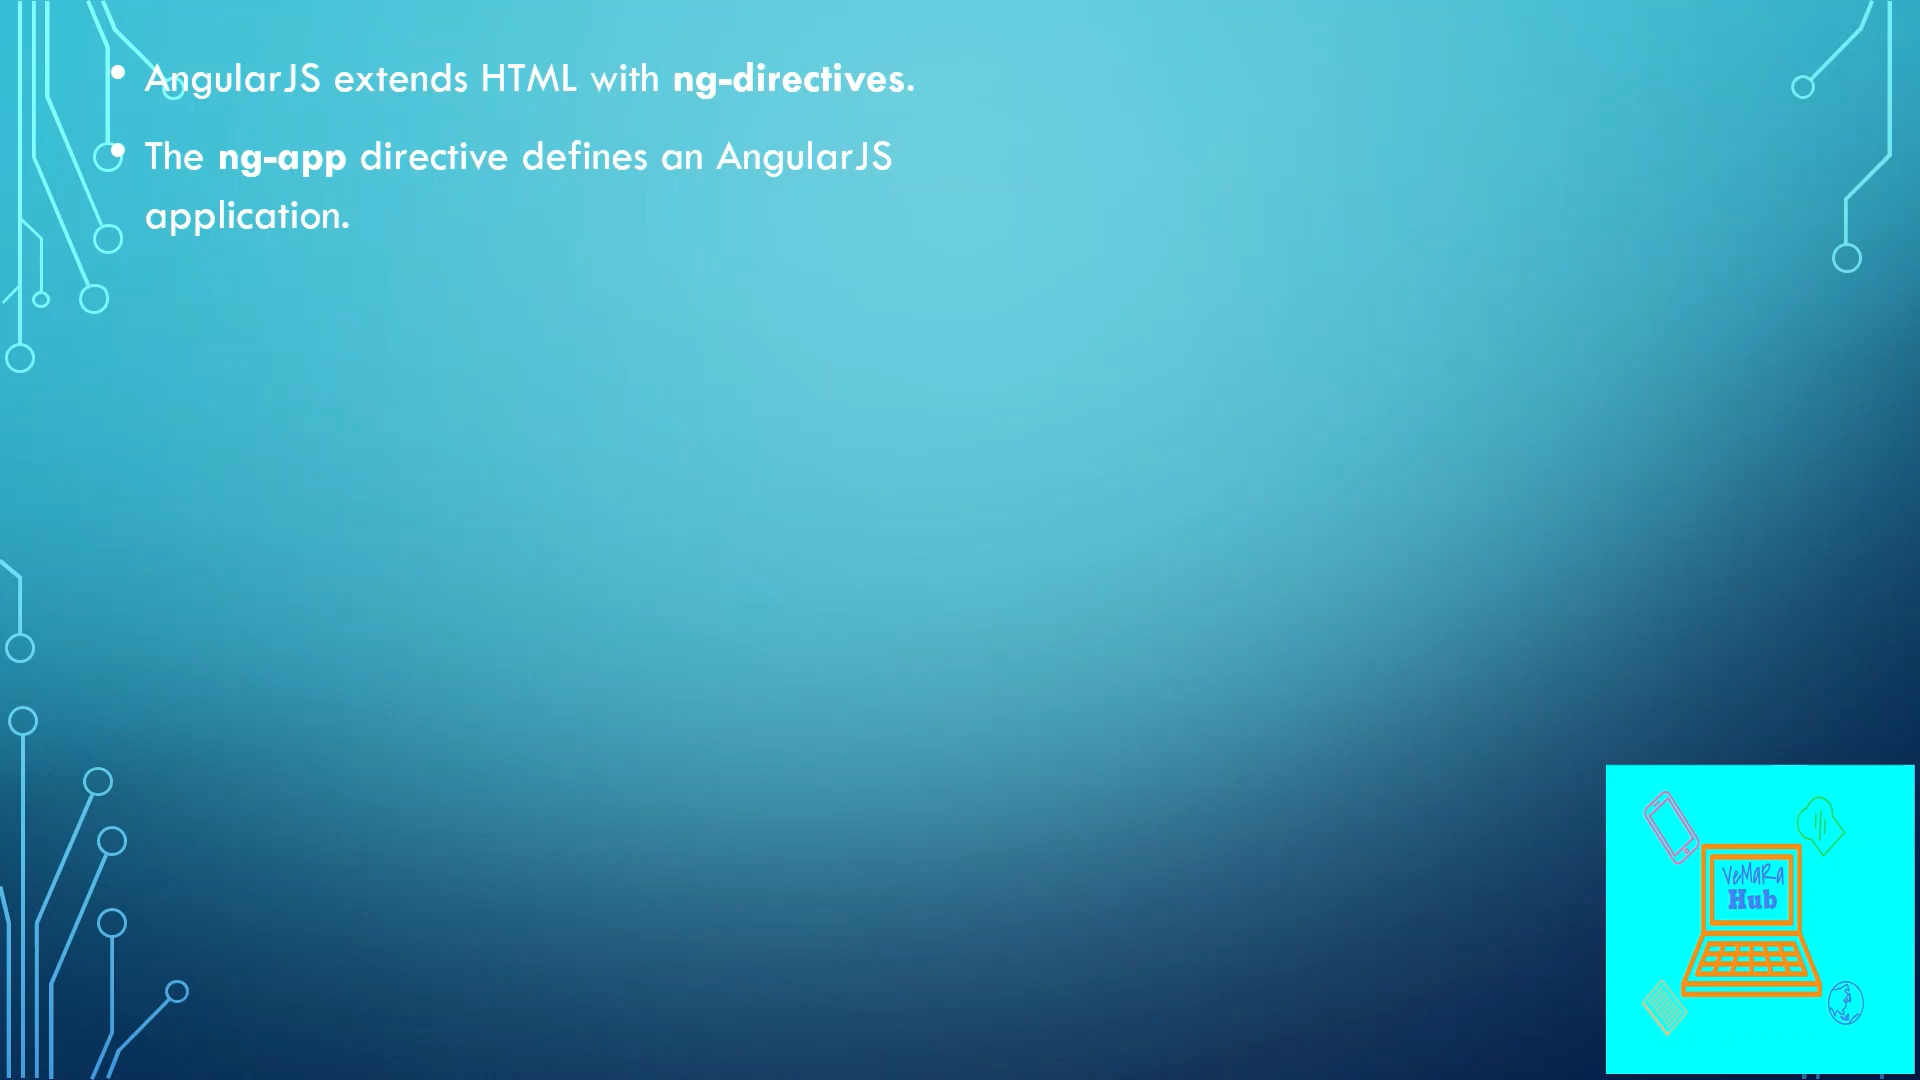 • AngularJS extends HTML with ng-directives.
• The ng-app directive defines an AngularJS
application.
VeMaRa
Hub